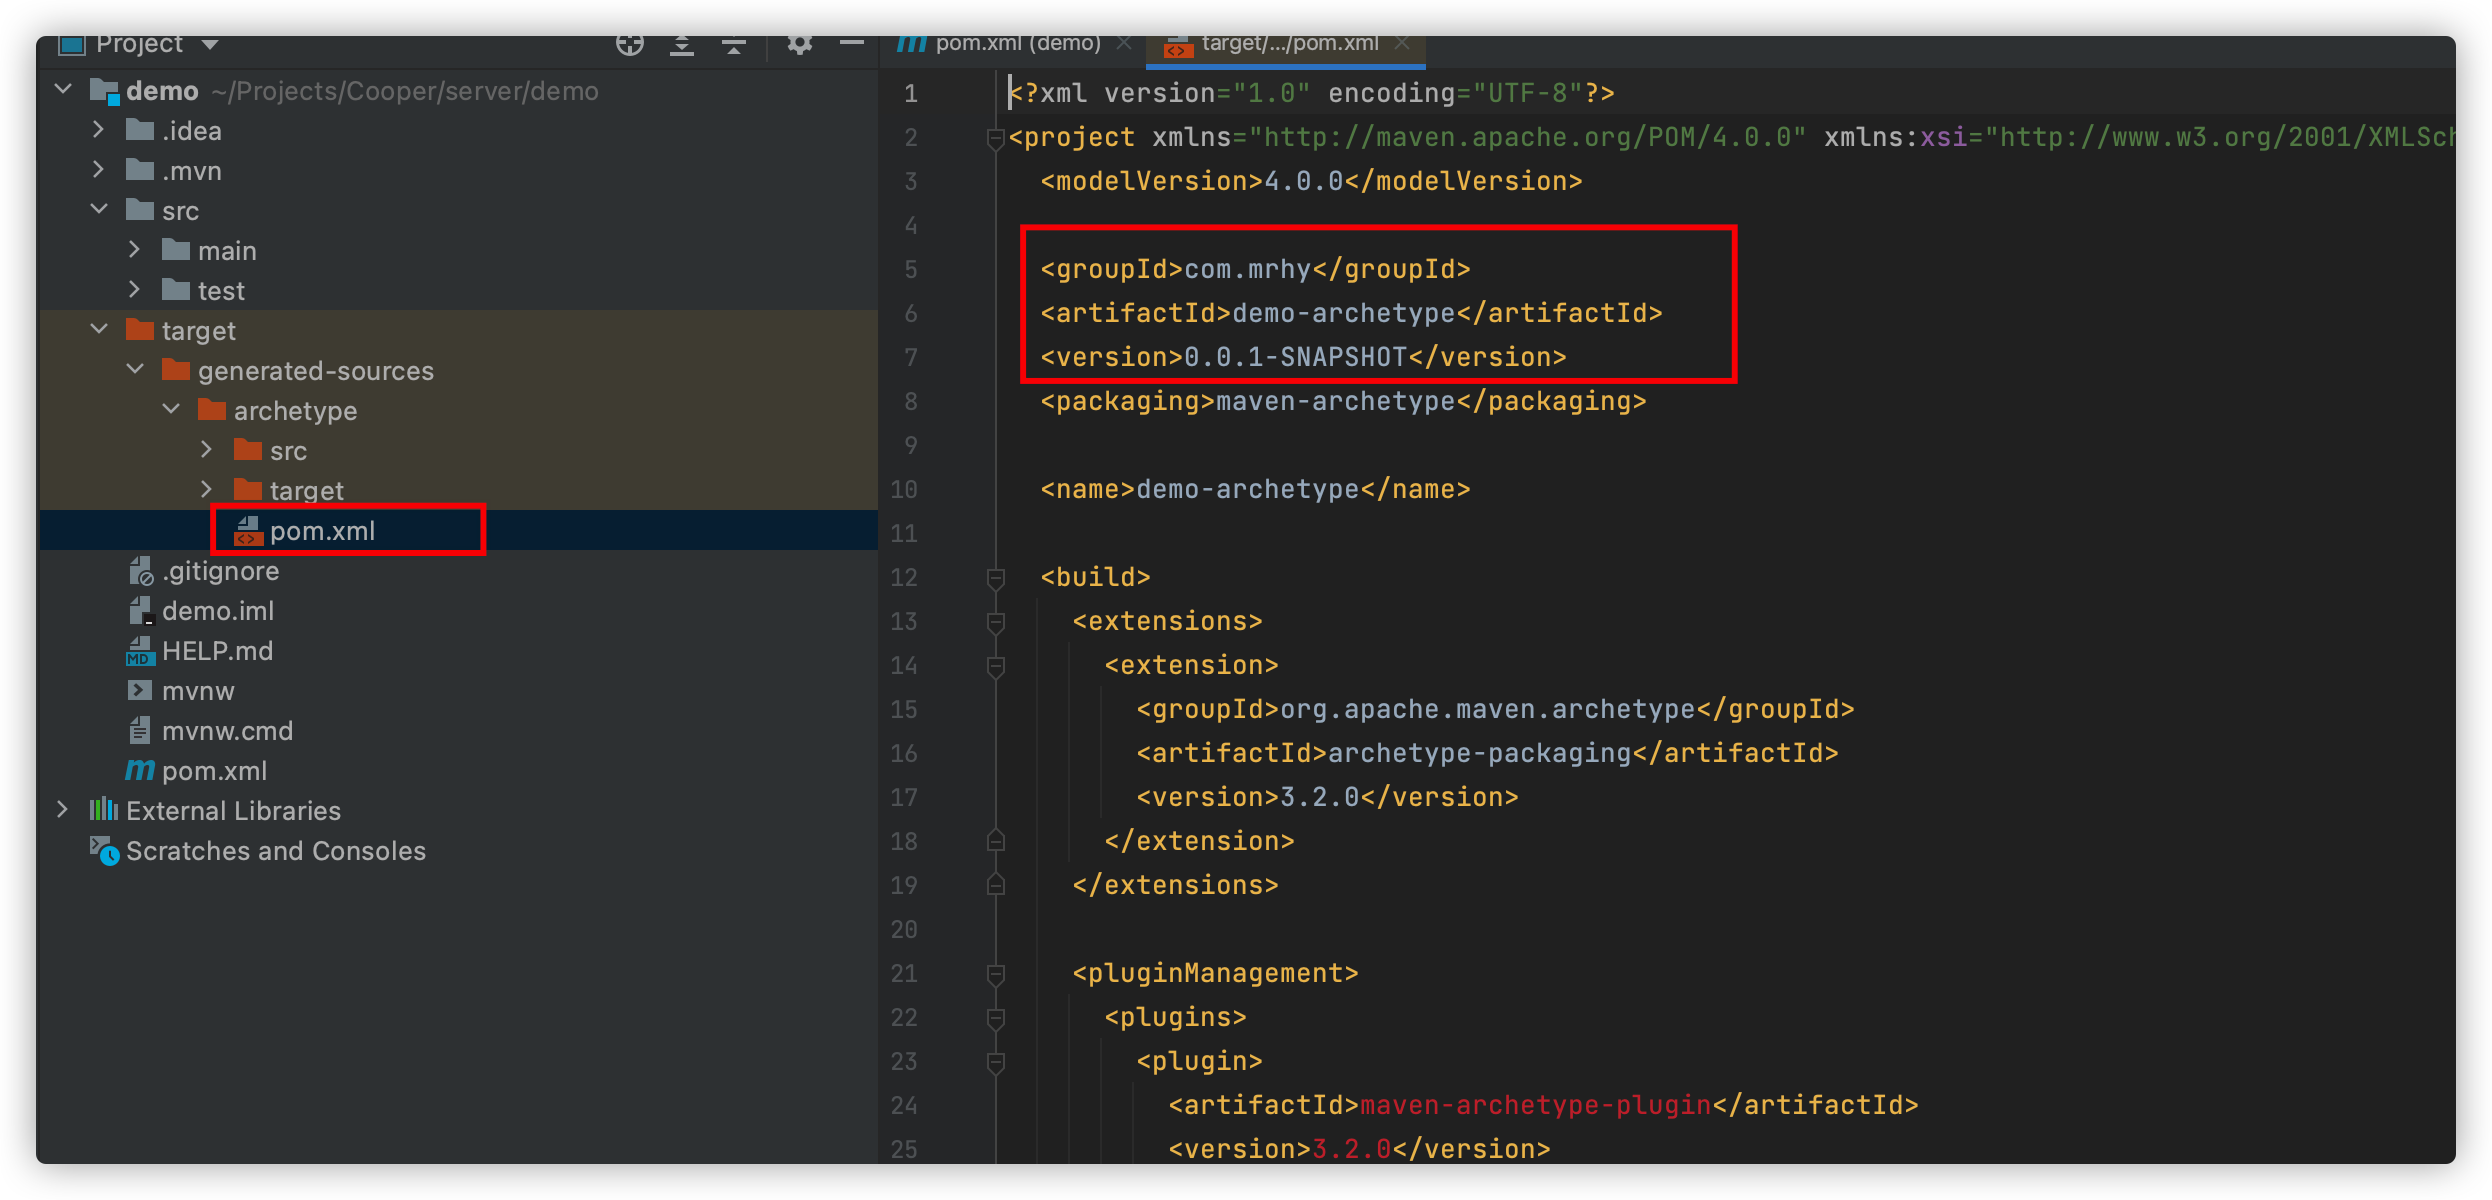 Project
demo ~/Projects/Cooper/server/demo
.idea
.mvn
src
main
test
target
generated-sources
archetype
src
target
pom.xml
.gitignore
demo.iml
HELP.md
mvnw
mvnw.cmd
pom.xml
External Libraries
Scratches and Consoles
pom.xml (demo)
target/.../pom.xml
1 <?xml version="1.0" encoding="UTF-8"?>
2 <project xmlns="http://maven.apache.org/POM/4.0.0" xmlns:xsi="http://www.w3.org/2001/XMLSch
3 <modelVersion>4.0.0</modelVersion>
4
5 <groupId>com.mrhy</groupId>
6 <artifactId>demo-archetype</artifactId>
7 <version>0.0.1-SNAPSHOT</version>
8 <packaging>maven-archetype</packaging>
9
10 <name>demo-archetype</name>
11
12 <build>
13 <extensions>
14 <extension>
15 <groupId>org.apache.maven.archetype</groupId>
16 <artifactId>archetype-packaging</artifactId>
17 <version>3.2.0</version>
18 </extension>
19 </extensions>
20
21 <pluginManagement>
22 <plugins>
23 <plugin>
24 <artifactId>maven-archetype-plugin</artifactId>
25 <version>3.2.0</version>